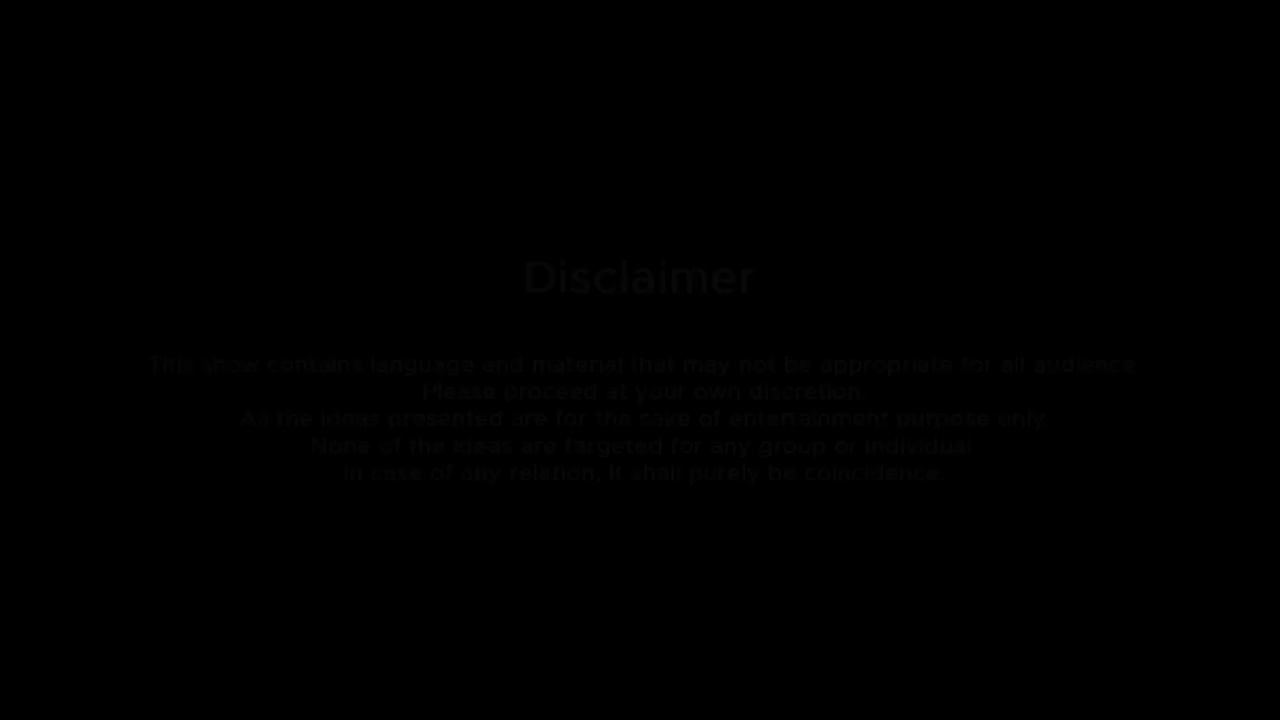 Disclaimer
This show contains language and material that may not be appropriate for all audience
Please proceed at your own discretion.
All the ideas presented are for the sake of entertainment purpose only.
None of the ideas are targeted for any group or individual
In case of any relation, it shall purely be coincidence.